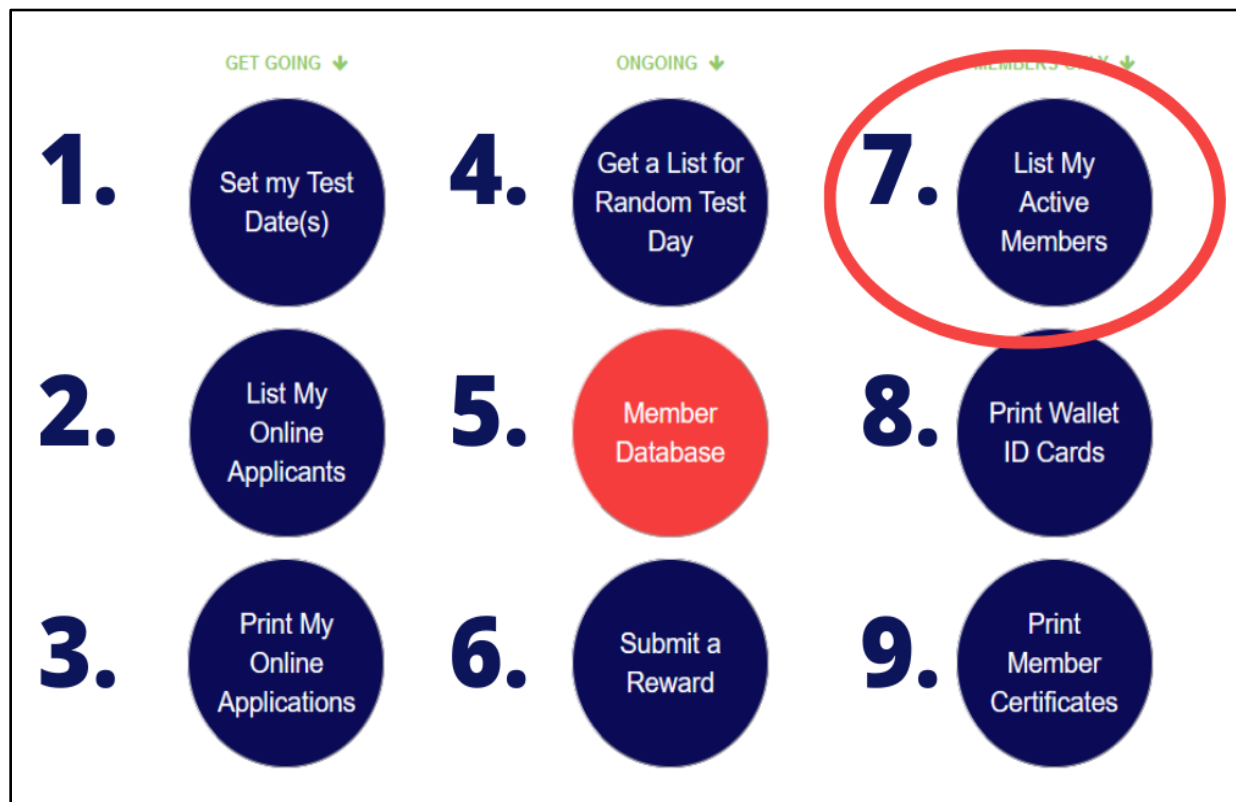 GET GOING
1.
Set my Test
Date(s)
2.
List My
Online
Applicants
3.
Print My
Online
Applications
ONGOING
4.
Get a List for
Random Test
Day
5.
Member
Database
6.
Submit a
Reward
MEMBERS ONLY
7.
List My
Active
Members
8.
Print Wallet
ID Cards
9.
Print
Member
Certificates